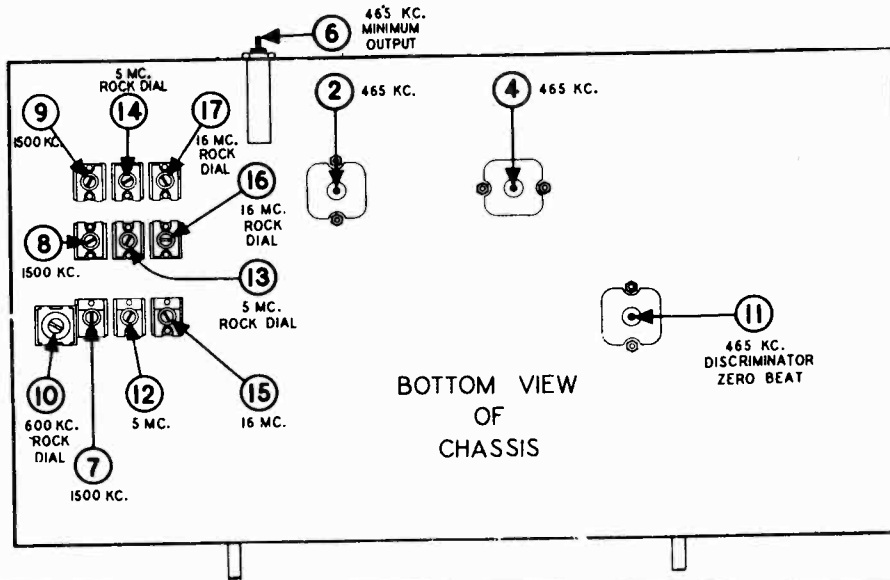 6
465 KC.
MINIMUM
OUTPUT
5 MC.
ROCK DIAL
9
1500 KC.
14
17
16 MC.
ROCK
DIAL
2
465 KC.
4
465 KC.
16
16 MC.
ROCK
DIAL
8
1500 KC.
13
5 MC.
ROCK DIAL
11
465 KC.
DISCRIMINATOR
ZERO BEAT
10
600 KC.
ROCK
DIAL
12
5 MC.
15
16 MC.
7
1500 KC.
BOTTOM VIEW
OF
CHASSIS